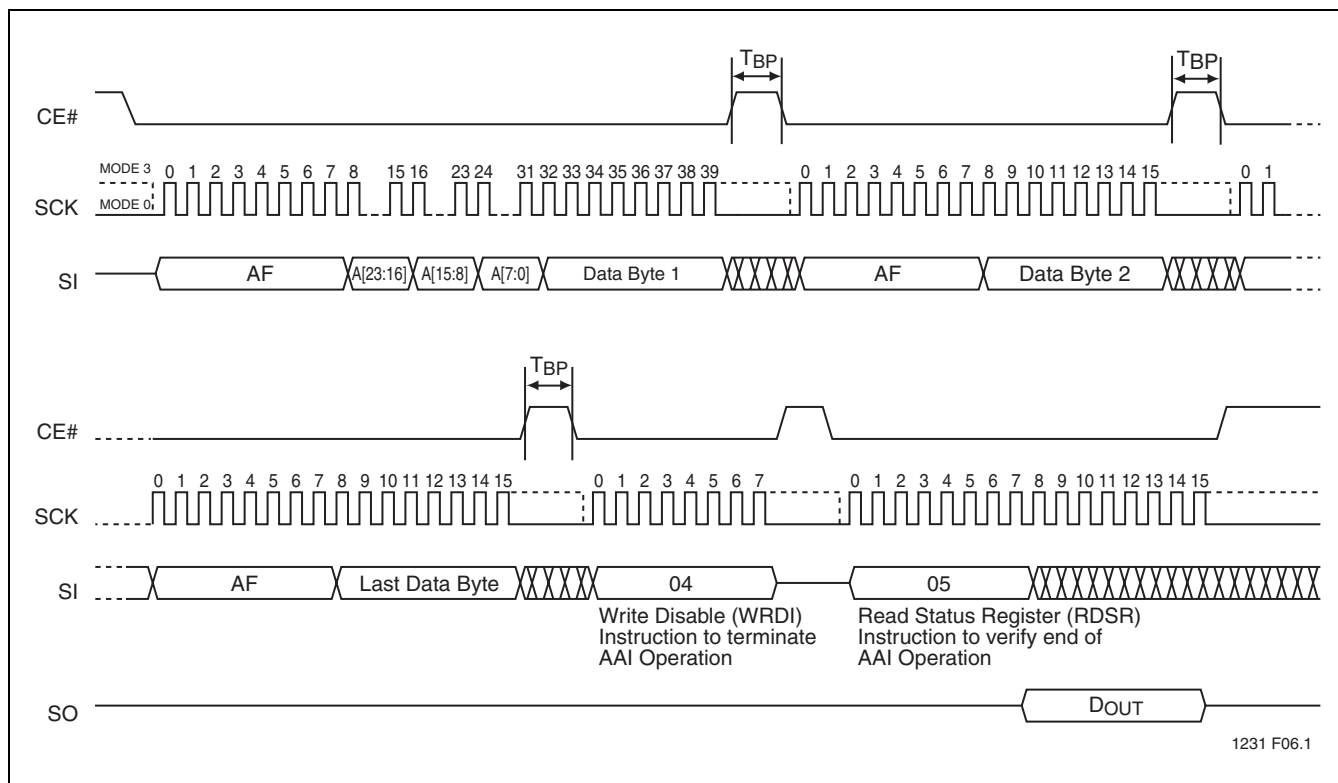 TBP TBP
CE#
MODE 3 0 1 2 3 4 5 6 7 8 15 16 23 24 31 32 33 34 35 36 37 38 39 0 1 2 3 4 5 6 7 8 9 10 11 12 13 14 15 0 1
SCK MODE 0
SI AF A[23:16] A[15:8] A[7:0] Data Byte 1 AF Data Byte 2
TBP
CE#
0 1 2 3 4 5 6 7 8 9 10 11 12 13 14 15 0 1 2 3 4 5 6 7 0 1 2 3 4 5 6 7 8 9 10 11 12 13 14 15
SCK
SI AF Last Data Byte 04 05
Write Disable (WRDI)
Instruction to terminate
AAI Operation
Read Status Register (RDSR)
Instruction to verify end of
AAI Operation
SO DOUT
1231 F06.1